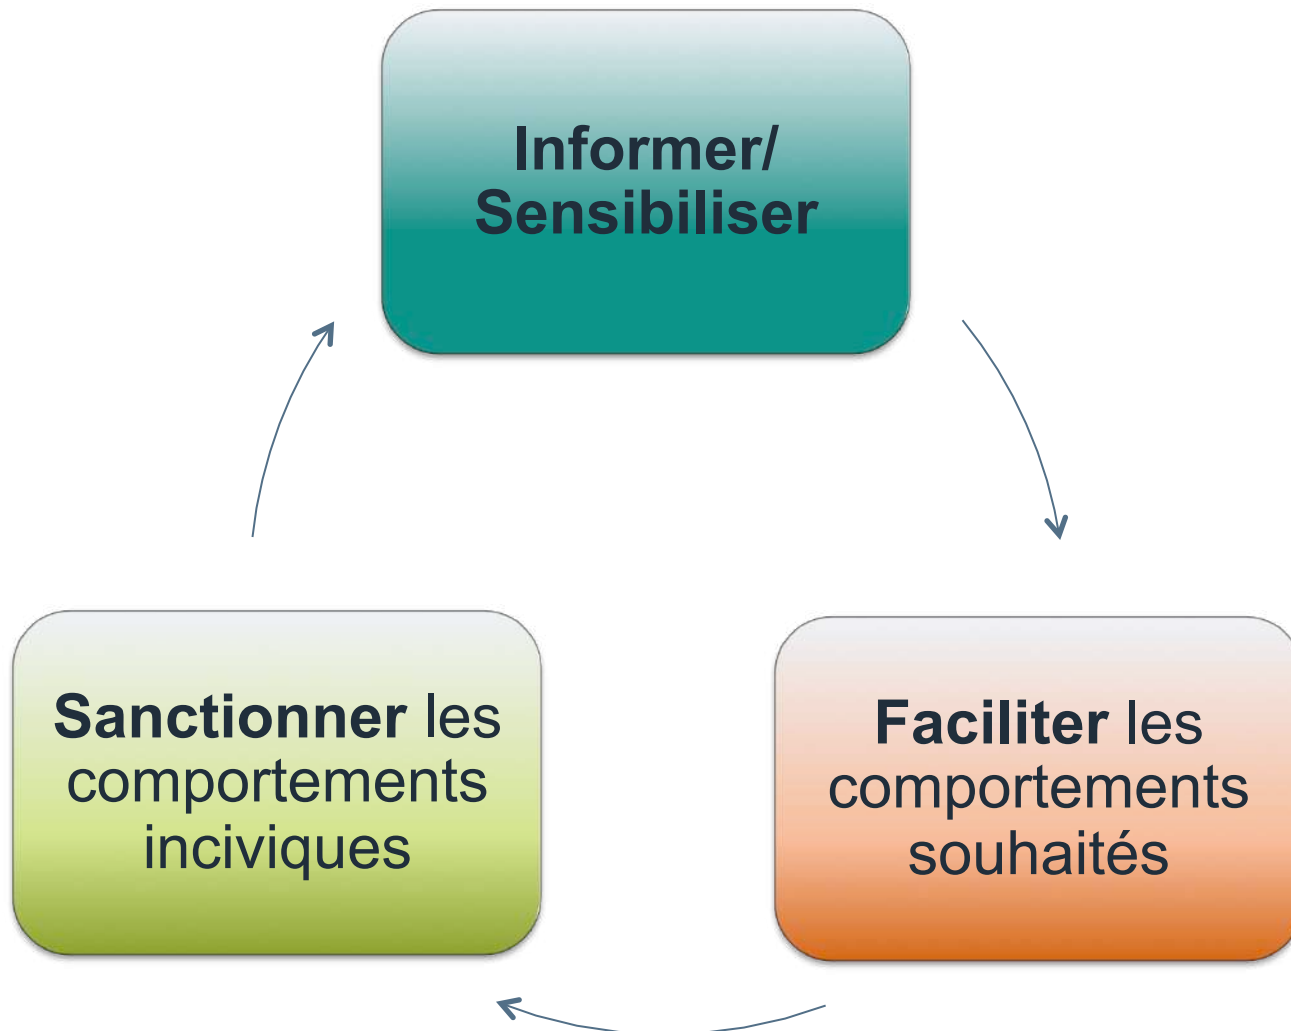 Informer/
Sensibiliser
Sanctionner les
comportements
inciviques
Faciliter les
comportements
souhaités